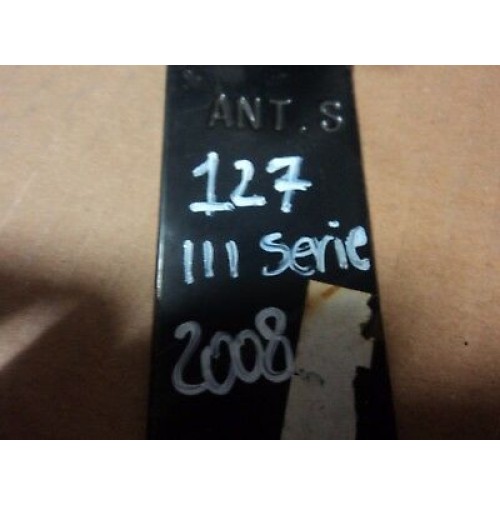 ANT.S
127
III serie
2008